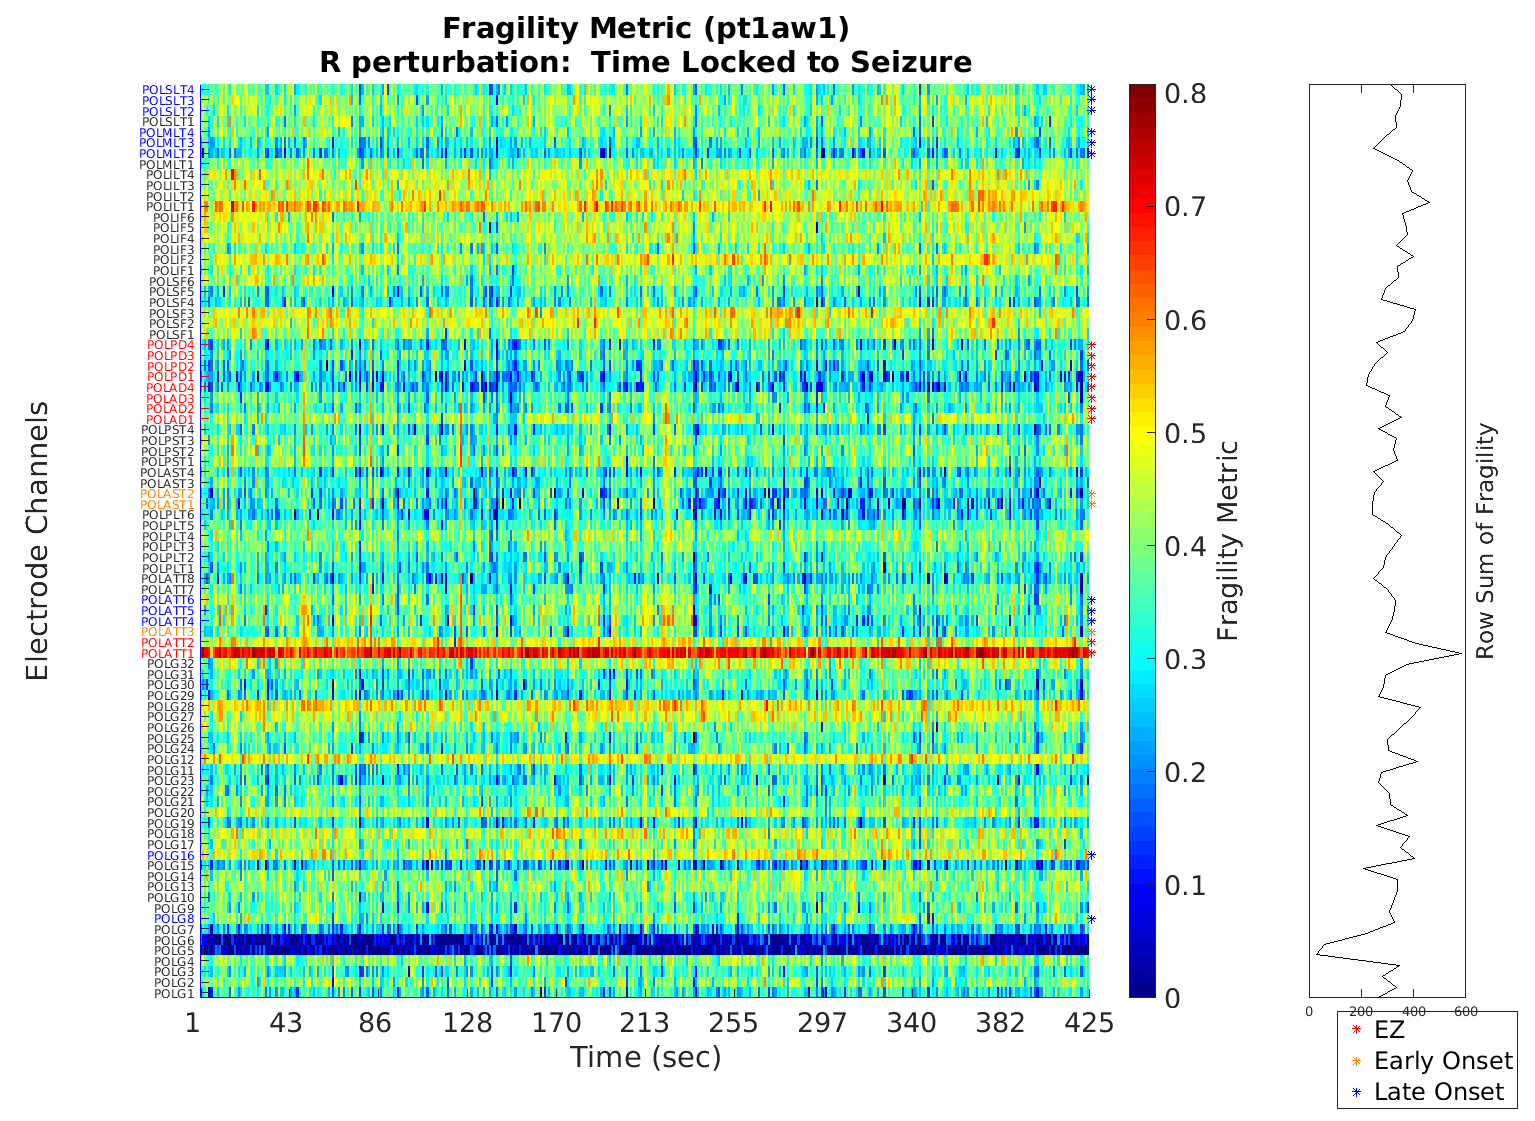 Fragility Metric (pt1aw1)
R perturbation:  Time Locked to Seizure
Electrode Channels
POLSLT4
POLSLT3
POLSLT2
POLSLT1
POLMLT4
POLMLT3
POLMLT2
POLMLT1
POLILT4
POLILT3
POLILT2
POLILT1
POLIF6
POLIF5
POLIF4
POLIF3
POLIF2
POLIF1
POLSF6
POLSF5
POLSF4
POLSF3
POLSF2
POLSF1
POLPD4
POLPD3
POLPD2
POLPD1
POLAD4
POLAD3
POLAD2
POLAD1
POLPST4
POLPST3
POLPST2
POLPST1
POLAST4
POLAST3
POLAST2
POLAST1
POLPLT6
POLPLT5
POLPLT4
POLPLT3
POLPLT2
POLPLT1
POLATT8
POLATT7
POLATT6
POLATT5
POLATT4
POLATT3
POLATT2
POLATT1
POLG32
POLG31
POLG30
POLG29
POLG28
POLG27
POLG26
POLG25
POLG24
POLG12
POLG11
POLG23
POLG22
POLG21
POLG20
POLG19
POLG18
POLG17
POLG16
POLG15
POLG14
POLG13
POLG10
POLG9
POLG8
POLG7
POLG6
POLG5
POLG4
POLG3
POLG2
POLG1
1 43 86 128 170 213 255 297 340 382 425
Time (sec)
0.8
0.7
0.6
0.5
0.4
0.3
0.2
0.1
0
Fragility Metric
Row Sum of Fragility
0 200 400 600
EZ
Early Onset
Late Onset